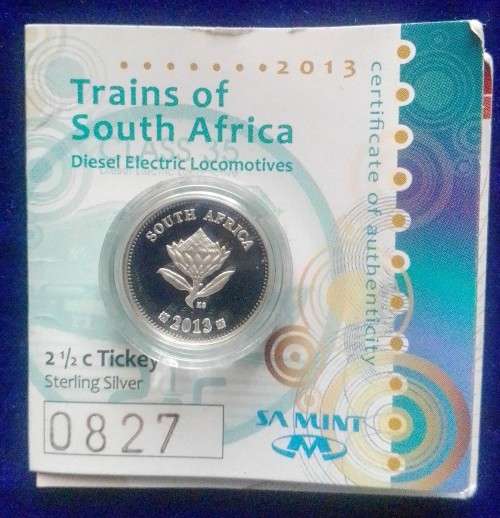 2013
Trains of
South Africa
Diesel Electric Locomotives
certificate of authenticity
CLASS 35
SOUTH AFRICA
2013
2 1/2 c Tickey
Sterling Silver
0827
SA MINT